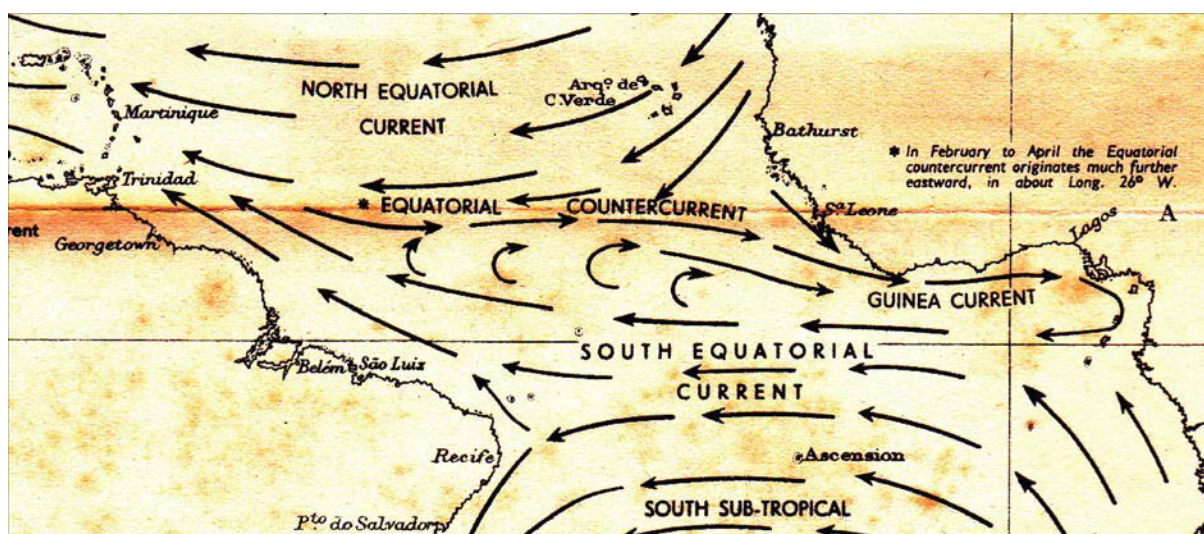 NORTH EQUATORIAL
CURRENT
Arqº. de
C. Verde
Martinique
Bathurst
* In February to April the Equatorial
countercurrent originates much further
eastward, in about Long. 26º W.
Trinidad
* EQUATORIAL COUNTERCURRENT
Sª Leone
A
Lagos
rent
Georgetown
GUINEA CURRENT
SOUTH EQUATORIAL
CURRENT
Belém
São Luiz
Recife
Ascension
SOUTH SUB-TROPICAL
Pto do Salvador